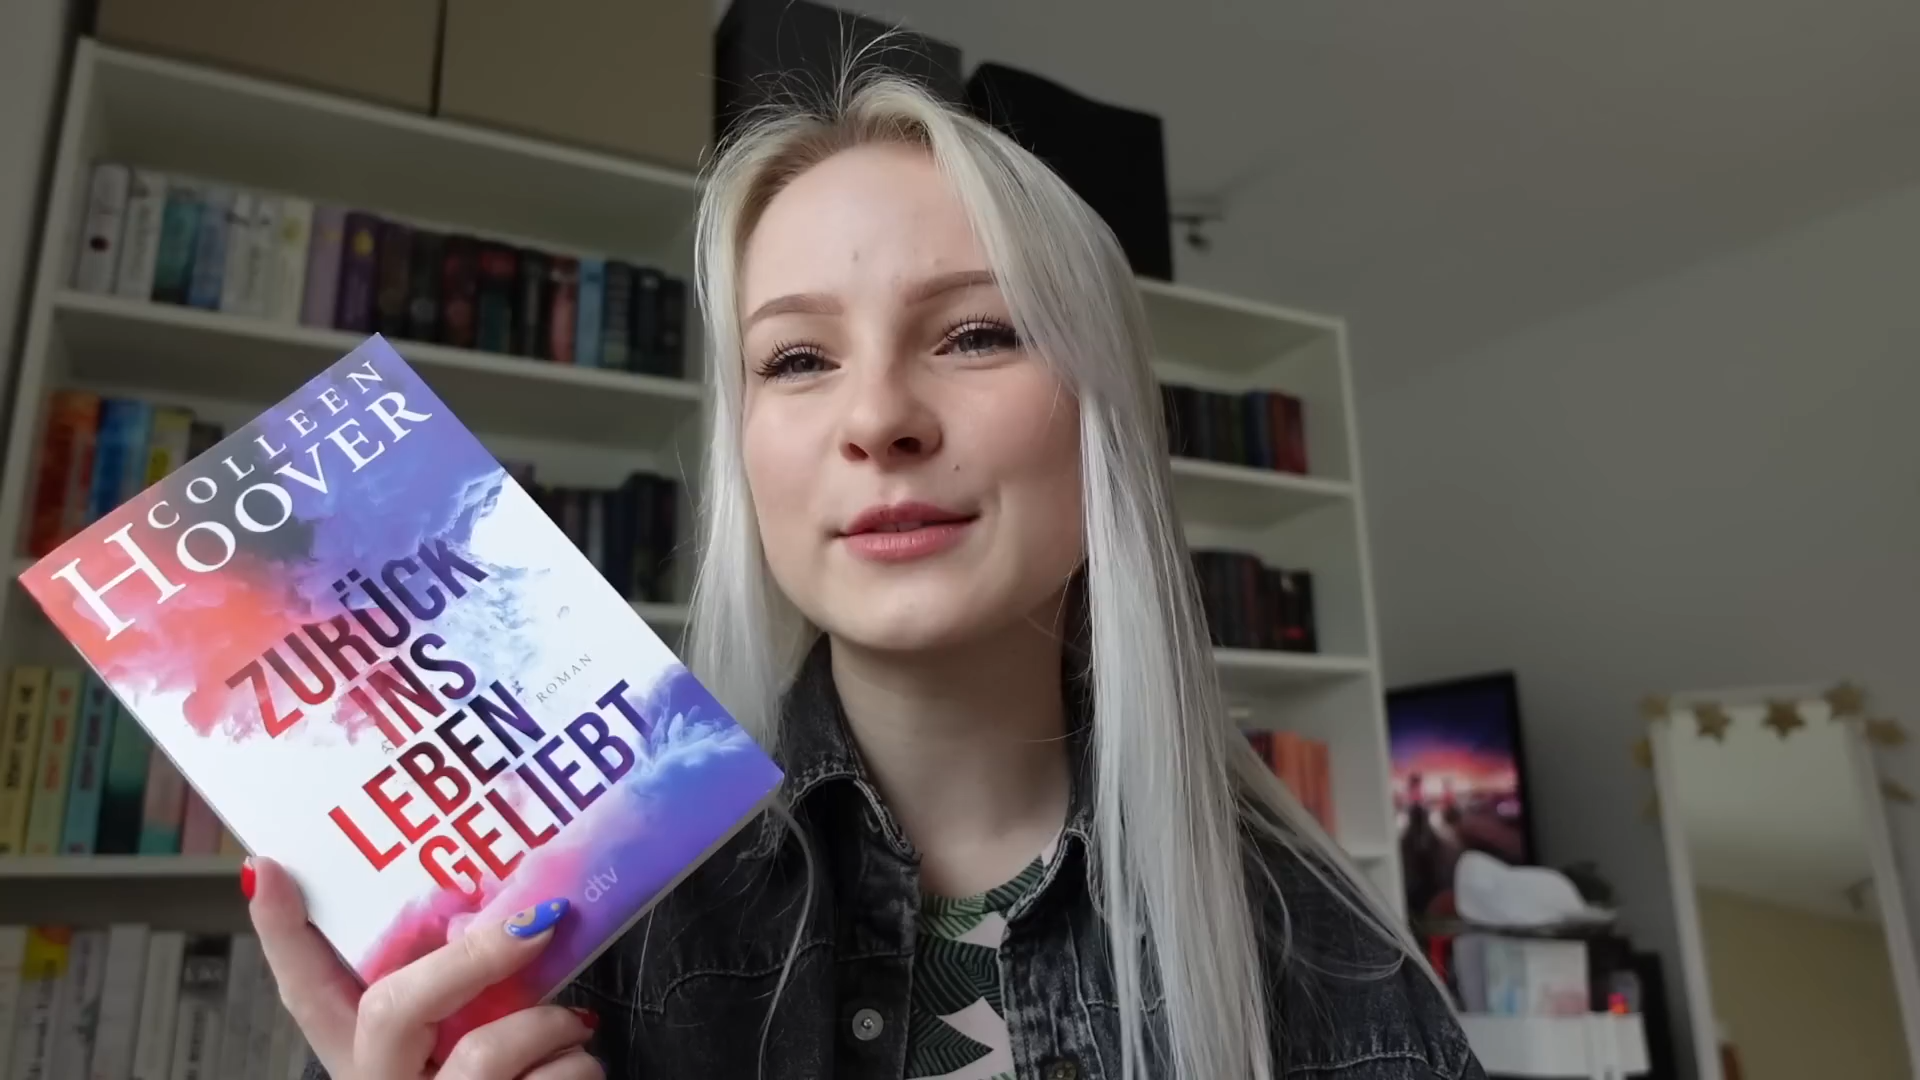 COLLEEN
HOOVER
ZURÜCK
INS
LEBEN
GELIEBT
ROMAN
dtv